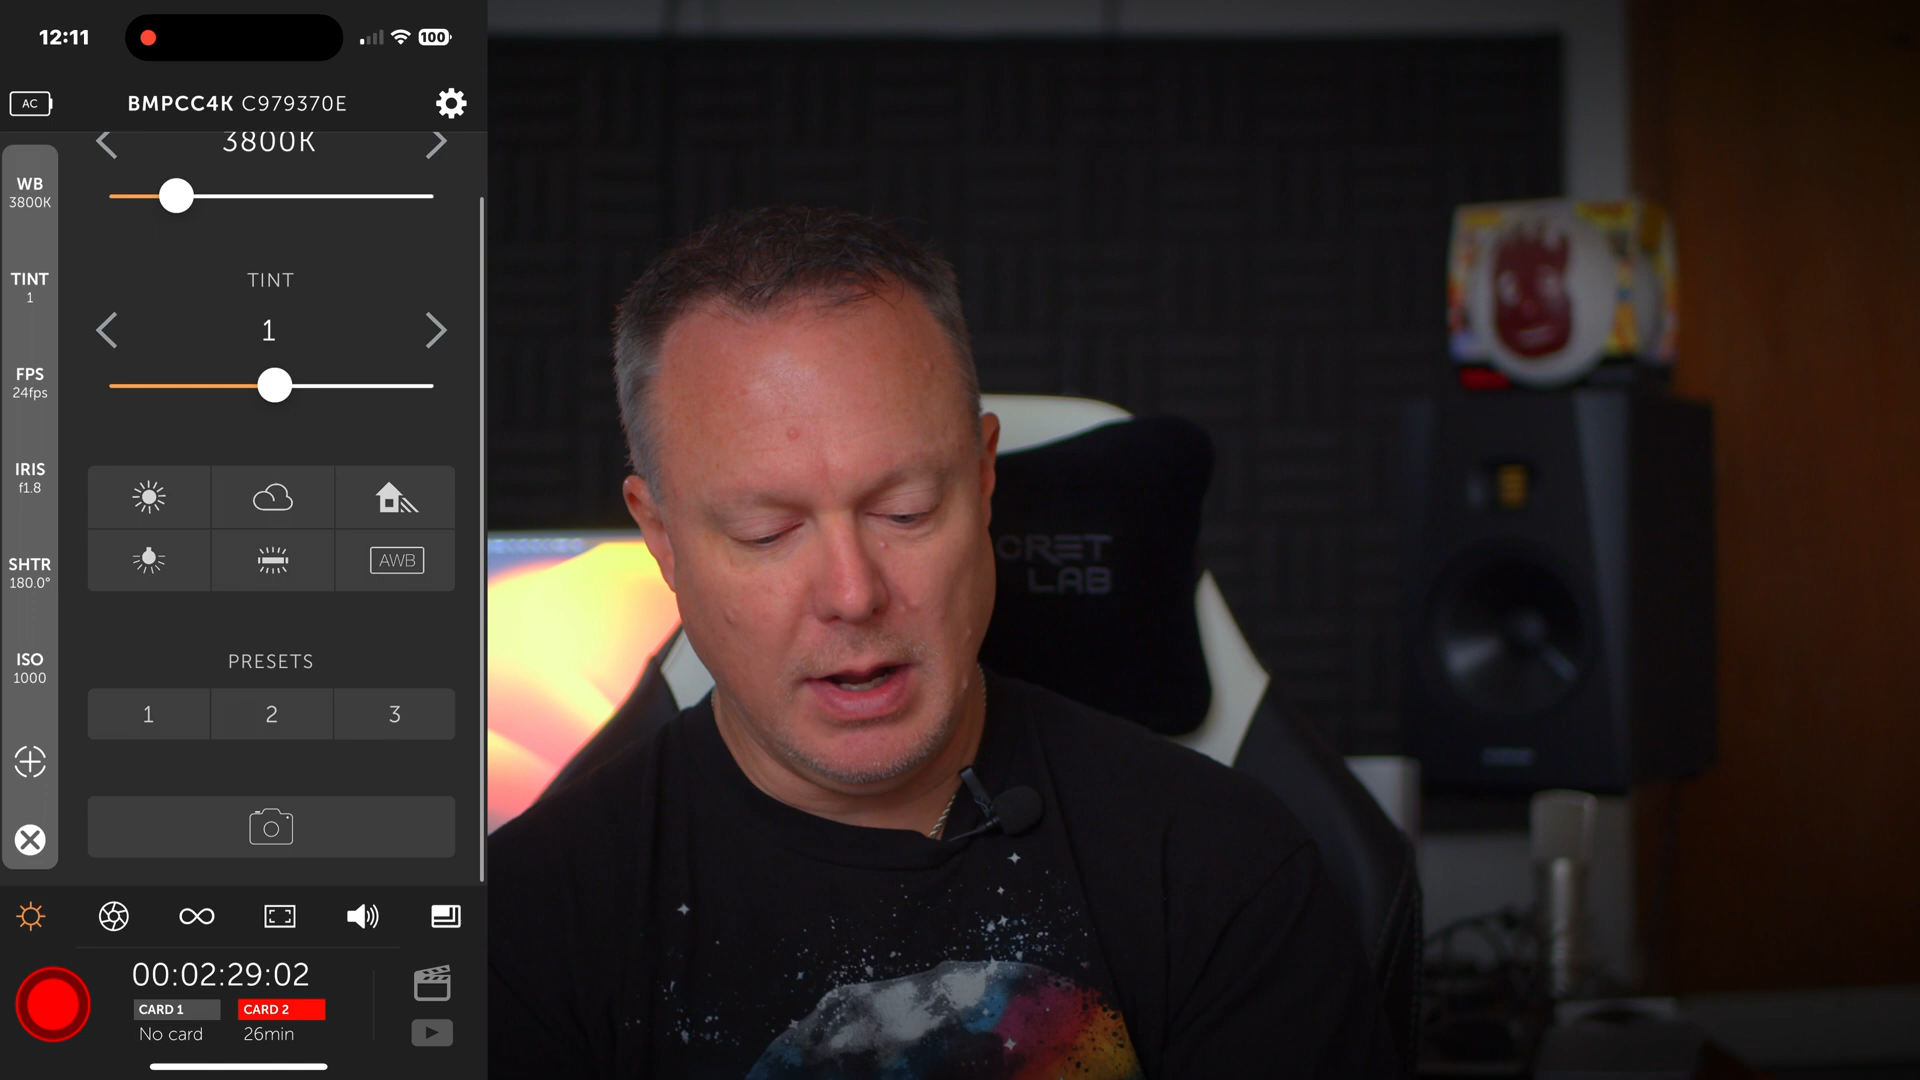 12:11
100
AC
BMPCC4K C979370E
3800K
WB
3800K
TINT
1
FPS
24fps
IRIS
f1.8
SHTR
180.0°
ISO
1000
TINT
1
AWB
PRESETS
1 2 3
00:02:29:02
CARD 1 CARD 2
No card 26min
CRET
LAB